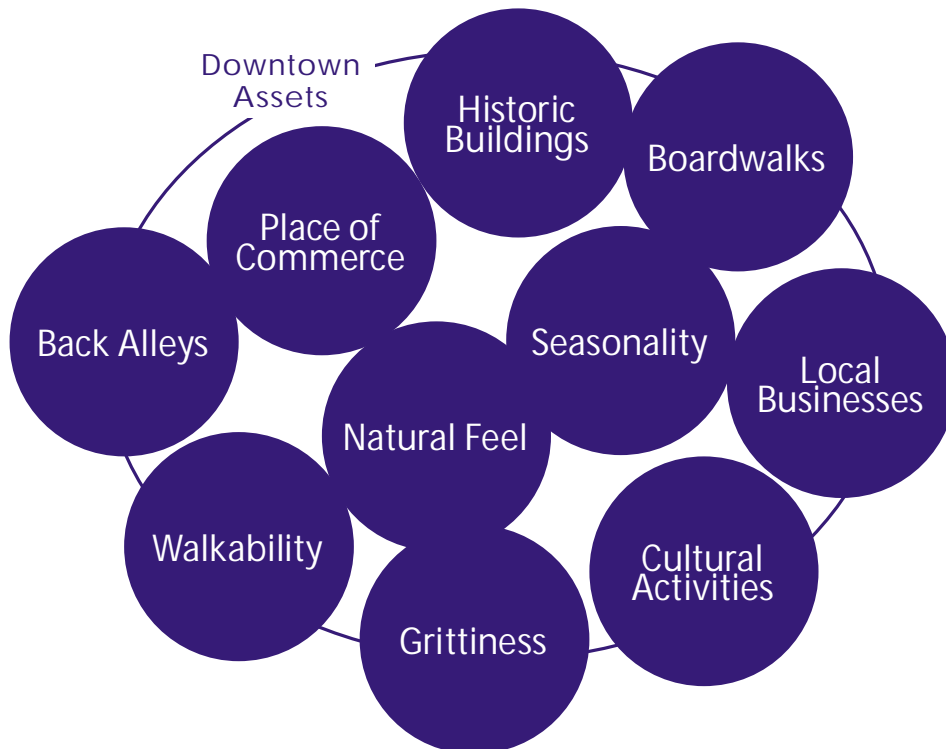 Downtown
Assets
Historic
Buildings
Boardwalks
Place of
Commerce
Back Alleys
Seasonality
Local
Businesses
Natural Feel
Walkability
Cultural
Activities
Grittiness